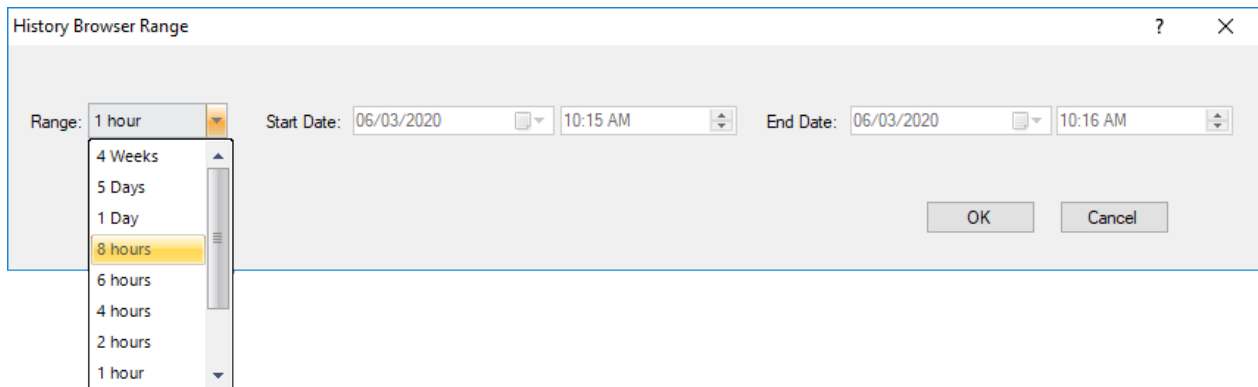 History Browser Range ?
Range: 1 hour Start Date: 06/03/2020 10:15 AM End Date: 06/03/2020 10:16 AM
4 Weeks
5 Days
1 Day
8 hours
6 hours
4 hours
2 hours
1 hour
OK Cancel